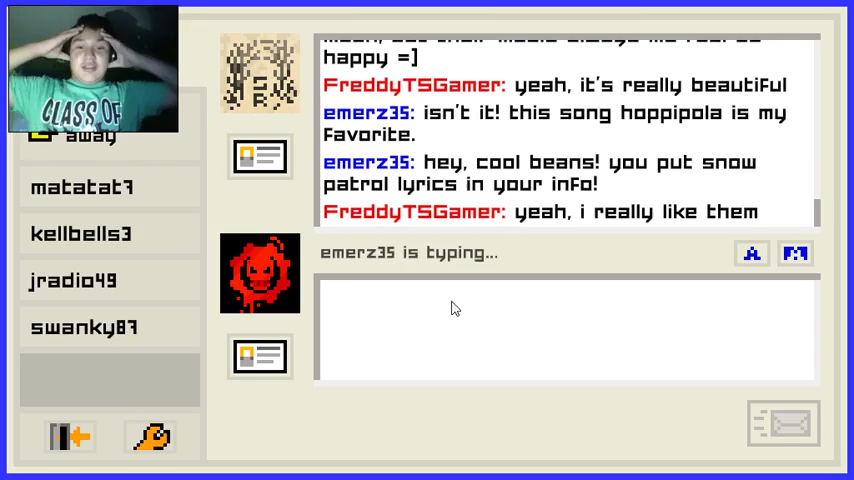 CLASS OF
away
matatat7
kellbells3
jradio49
swanky87
happy =]
FreddyTSGamer: yeah, it's really beautiful
emerz35: isn't it! this song hoppipola is my
favorite.
emerz35: hey, cool beans! you put snow
patrol lyrics in your info!
FreddyTSGamer: yeah, i really like them
emerz35 is typing...
A